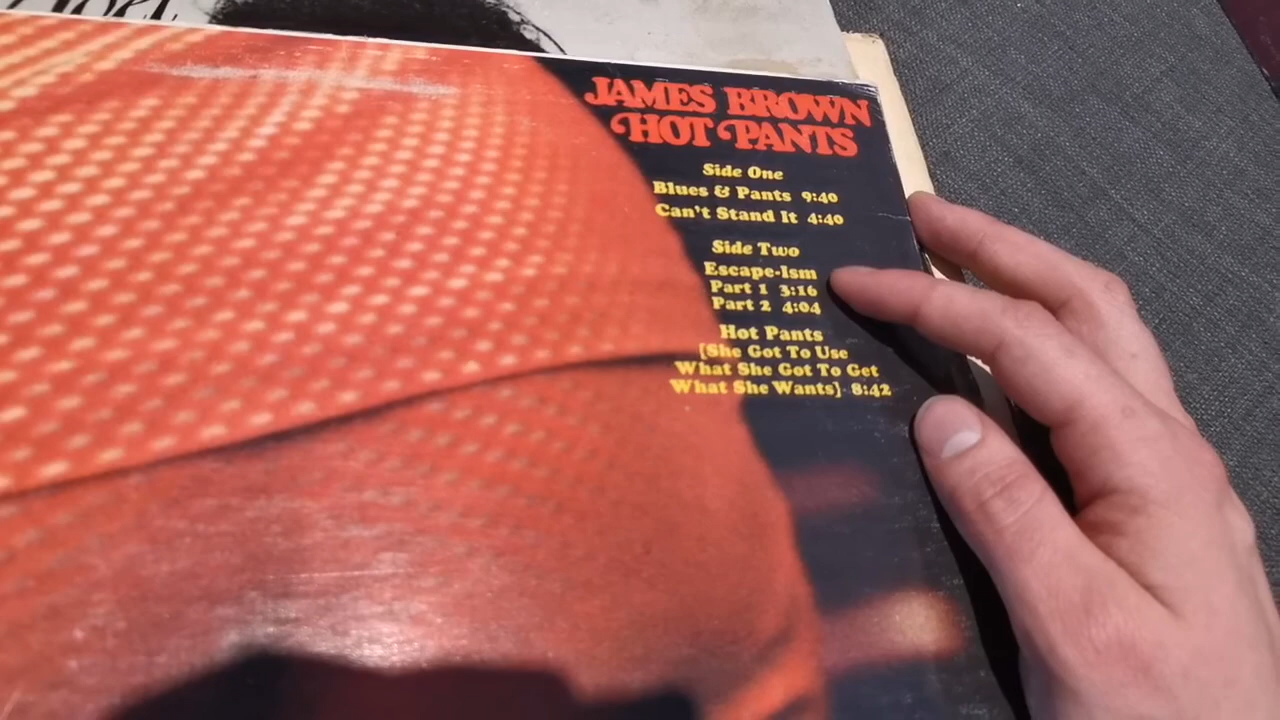 JAMES BROWN
HOT PANTS
Side One
Blues & Pants 9:40
Can't Stand It 4:40
Side Two
Escape-Ism
Part 1 3:16
Part 2 4:04
Hot Pants
[She Got To Use
What She Got To Get
What She Wants] 8:42